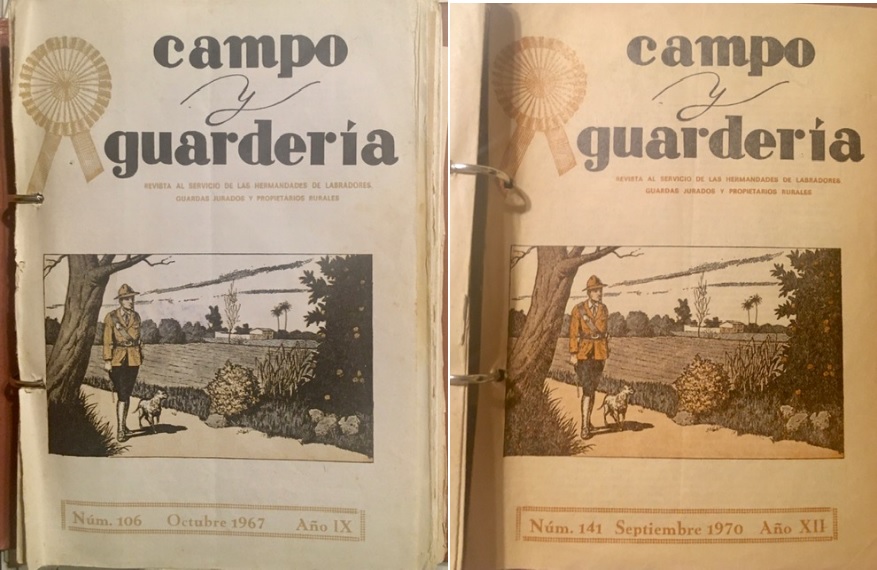 campo
y
guardería
REVISTA AL SERVICIO DE LAS HERMANDADES DE LABRADORES,
GUARDAS JURADOS Y PROPIETARIOS RURALES
Núm. 106 Octubre 1967 Año IX
campo
y
guardería
REVISTA AL SERVICIO DE LAS HERMANDADES DE LABRADORES,
GUARDAS JURADOS Y PROPIETARIOS RURALES
Núm. 141 Septiembre 1970 Año XII